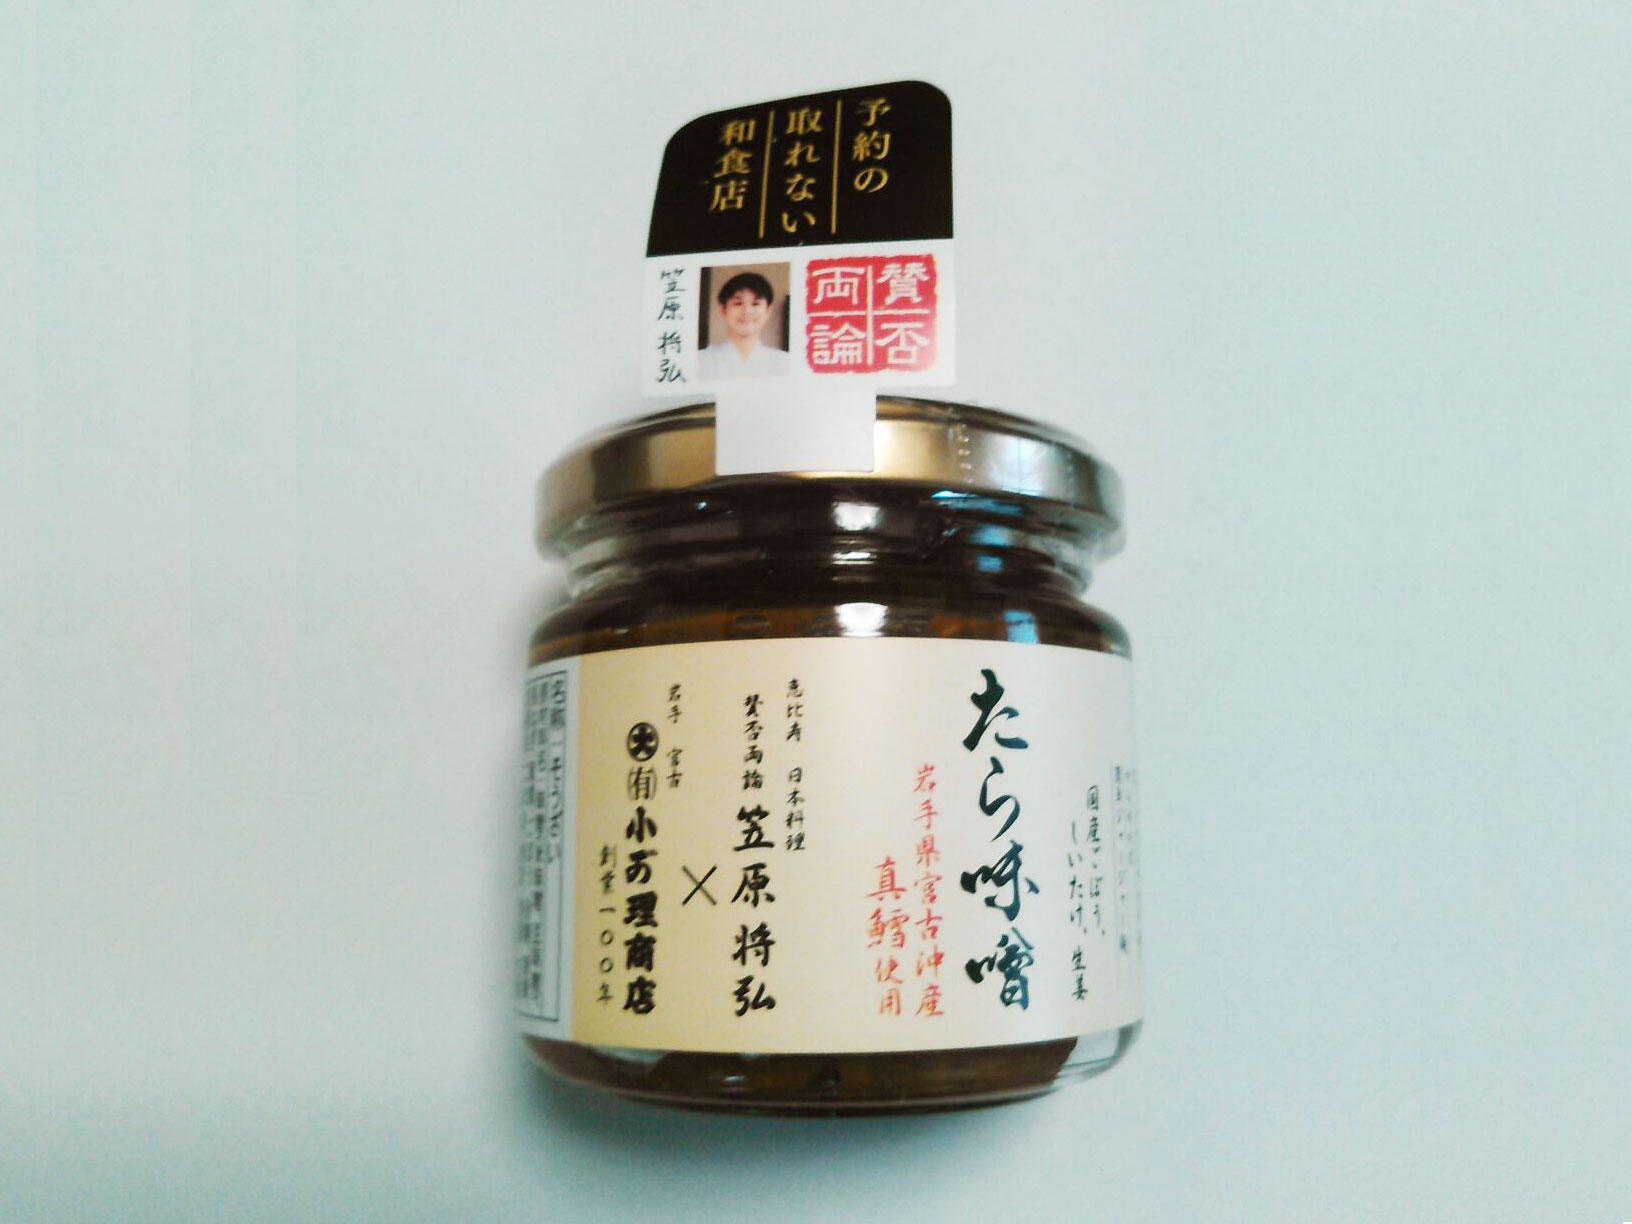 予約の
取れない
和食店
賛否
両論
笠原将弘
国産ごぼう、
しいたけ、生姜
たら味噌
岩手県宮古沖産
真鱈使用
恵比寿 日本料理
賛否両論 笠原将弘
×
岩手 宮古
大 (有)小が理商店
創業一〇〇年
名称 そうざい